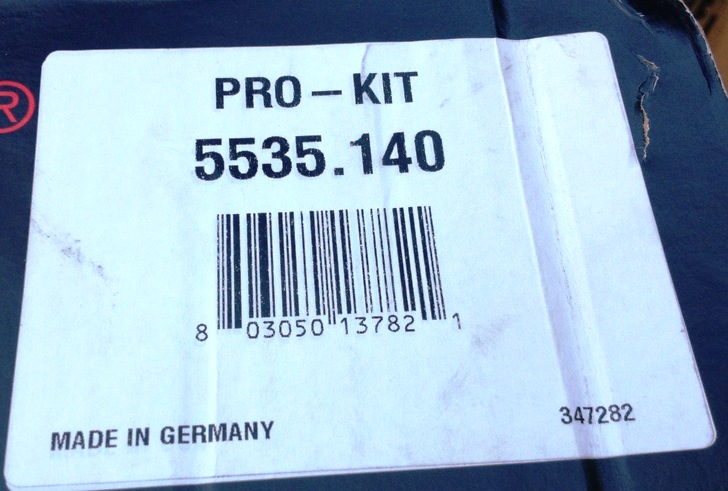 ®
PRO – KIT
5535.140
8 03050 13782 1
347282
MADE IN GERMANY